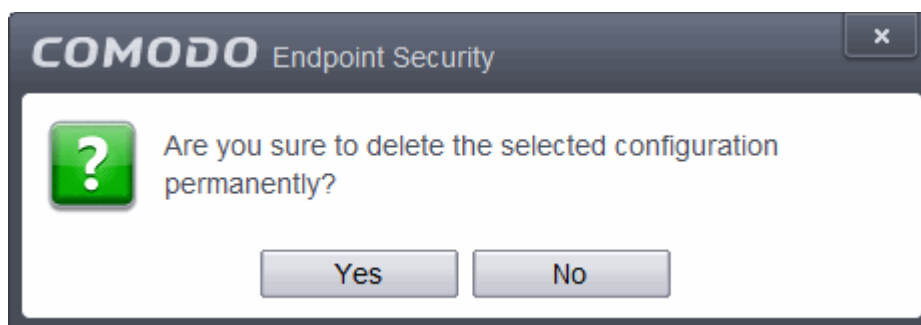 COMODO Endpoint Security
Are you sure to delete the selected configuration
permanently?
Yes No